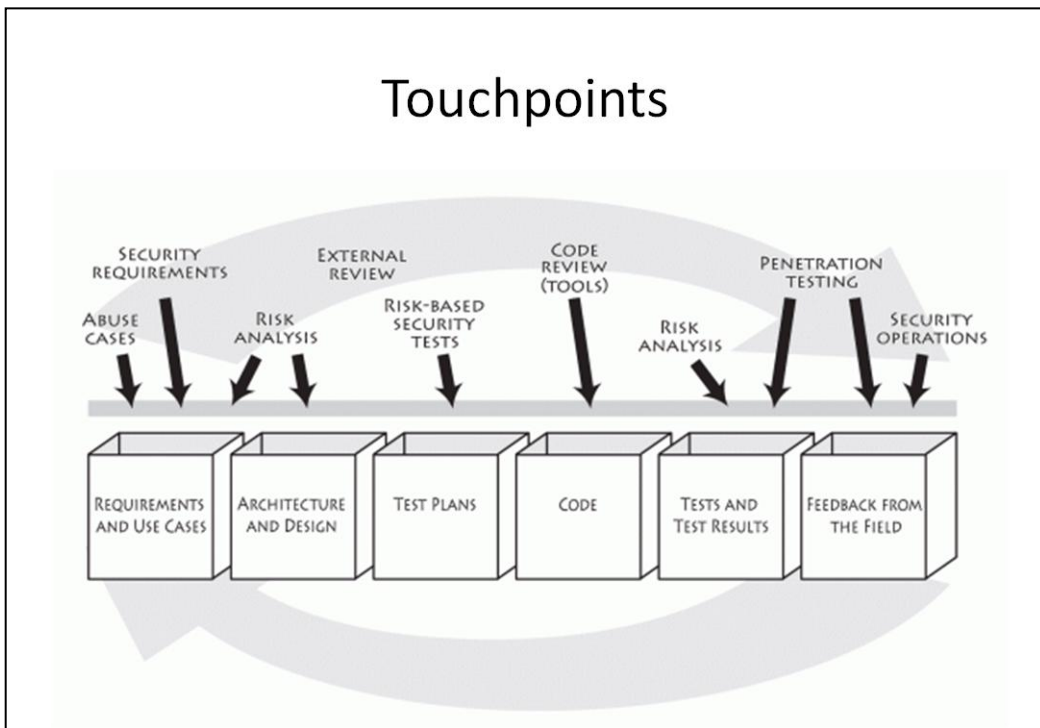 Touchpoints
SECURITY
REQUIREMENTS
EXTERNAL
REVIEW
CODE
REVIEW
(TOOLS)
PENETRATION
TESTING
ABUSE
CASES
RISK
ANALYSIS
RISK-BASED
SECURITY
TESTS
RISK
ANALYSIS
SECURITY
OPERATIONS
REQUIREMENTS
AND USE CASES
ARCHITECTURE
AND DESIGN
TEST PLANS
CODE
TESTS AND
TEST RESULTS
FEEDBACK FROM
THE FIELD